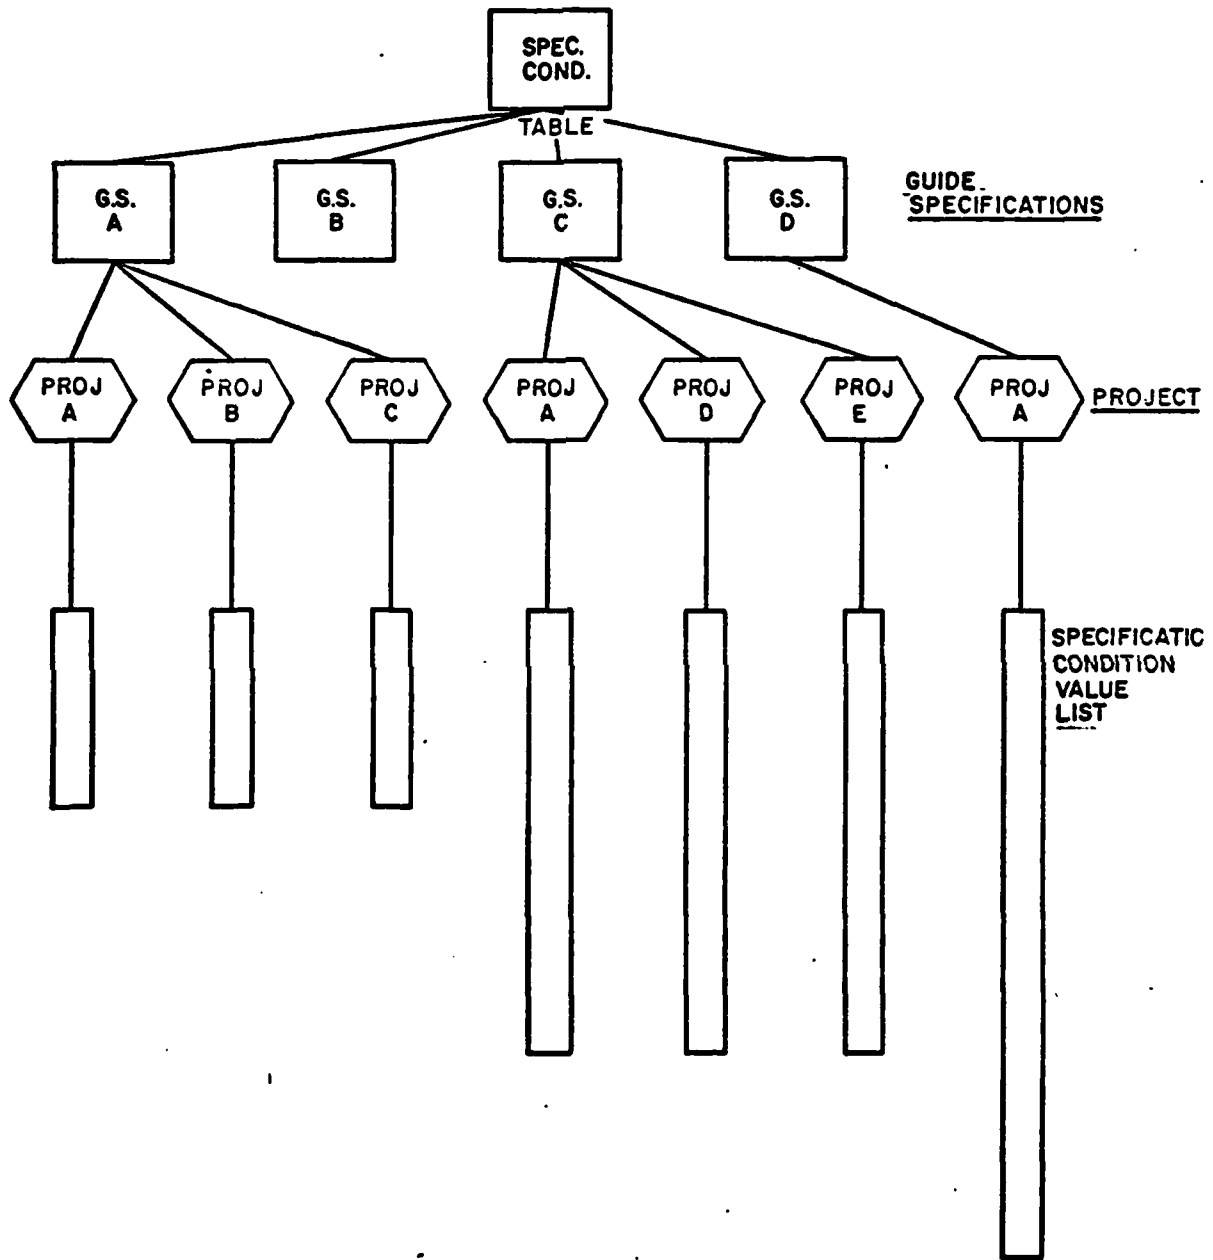 SPEC.
COND.
TABLE
G.S.
A
G.S.
B
G.S.
C
G.S.
D
GUIDE
SPECIFICATIONS
PROJ
A
PROJ
B
PROJ
C
PROJ
A
PROJ
D
PROJ
E
PROJ
A
PROJECT
SPECIFICATIC
CONDITION
VALUE
LIST